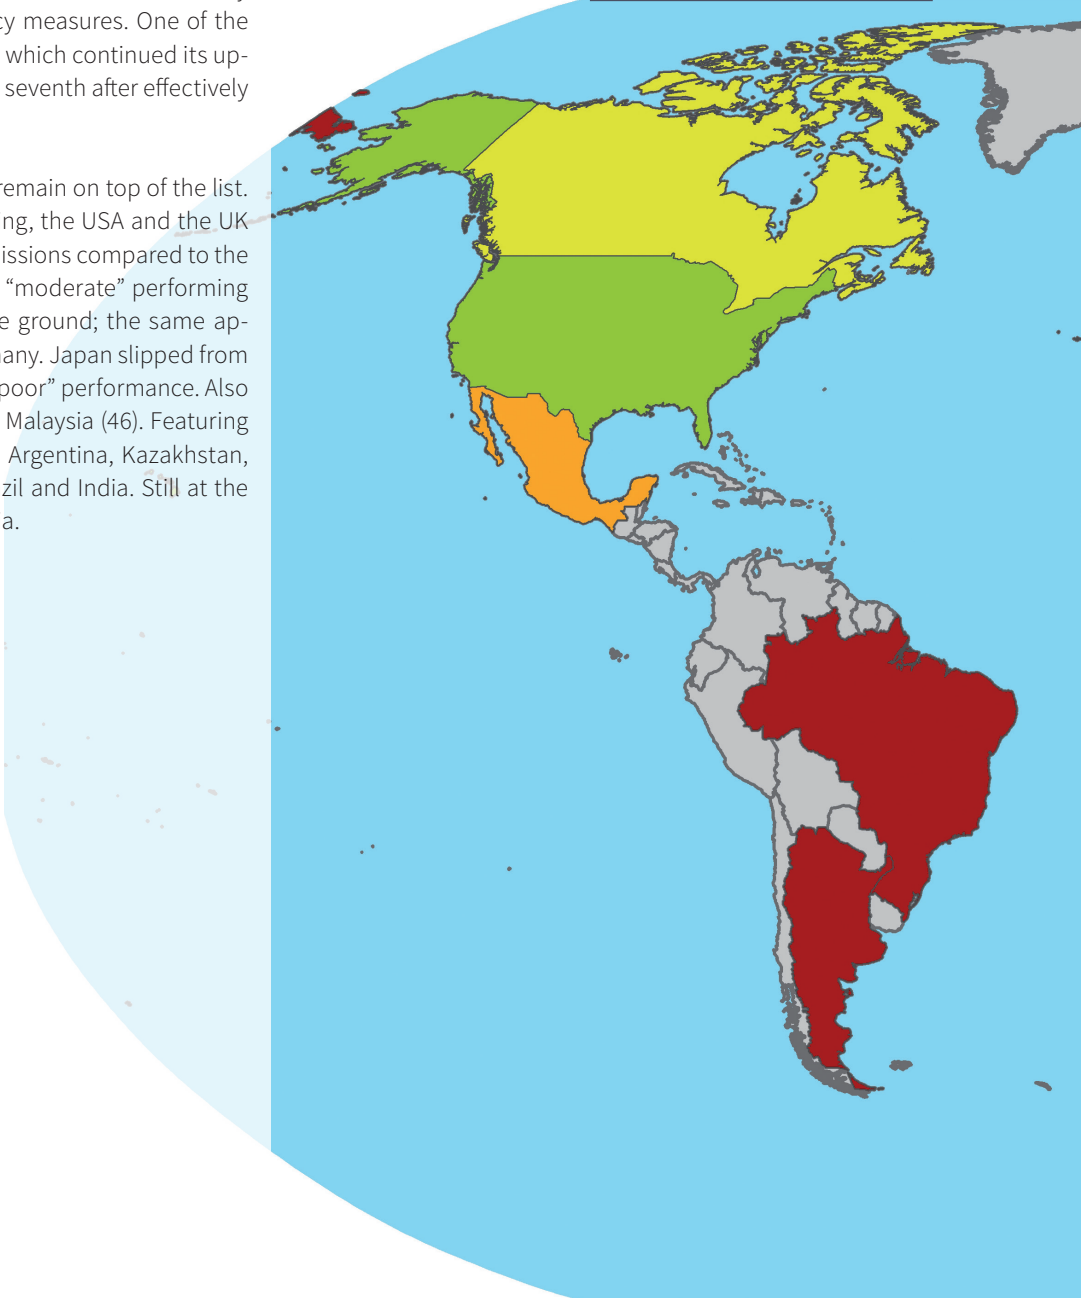 cy measures. One of the
which continued its up-
seventh after effectively
remain on top of the list.
ng, the USA and the UK
issions compared to the
“moderate” performing
e ground; the same ap-
any. Japan slipped from
poor” performance. Also
Malaysia (46). Featuring
Argentina, Kazakhstan,
zil and India. Still at the
a.